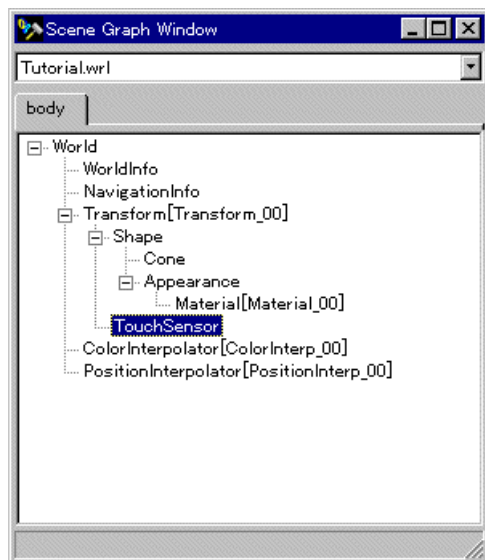 Scene Graph Window
Tutorial.wrl
body
World
WorldInfo
NavigationInfo
Transform[Transform_00]
Shape
Cone
Appearance
Material[Material_00]
TouchSensor
ColorInterpolator[ColorInterp_00]
PositionInterpolator[PositionInterp_00]